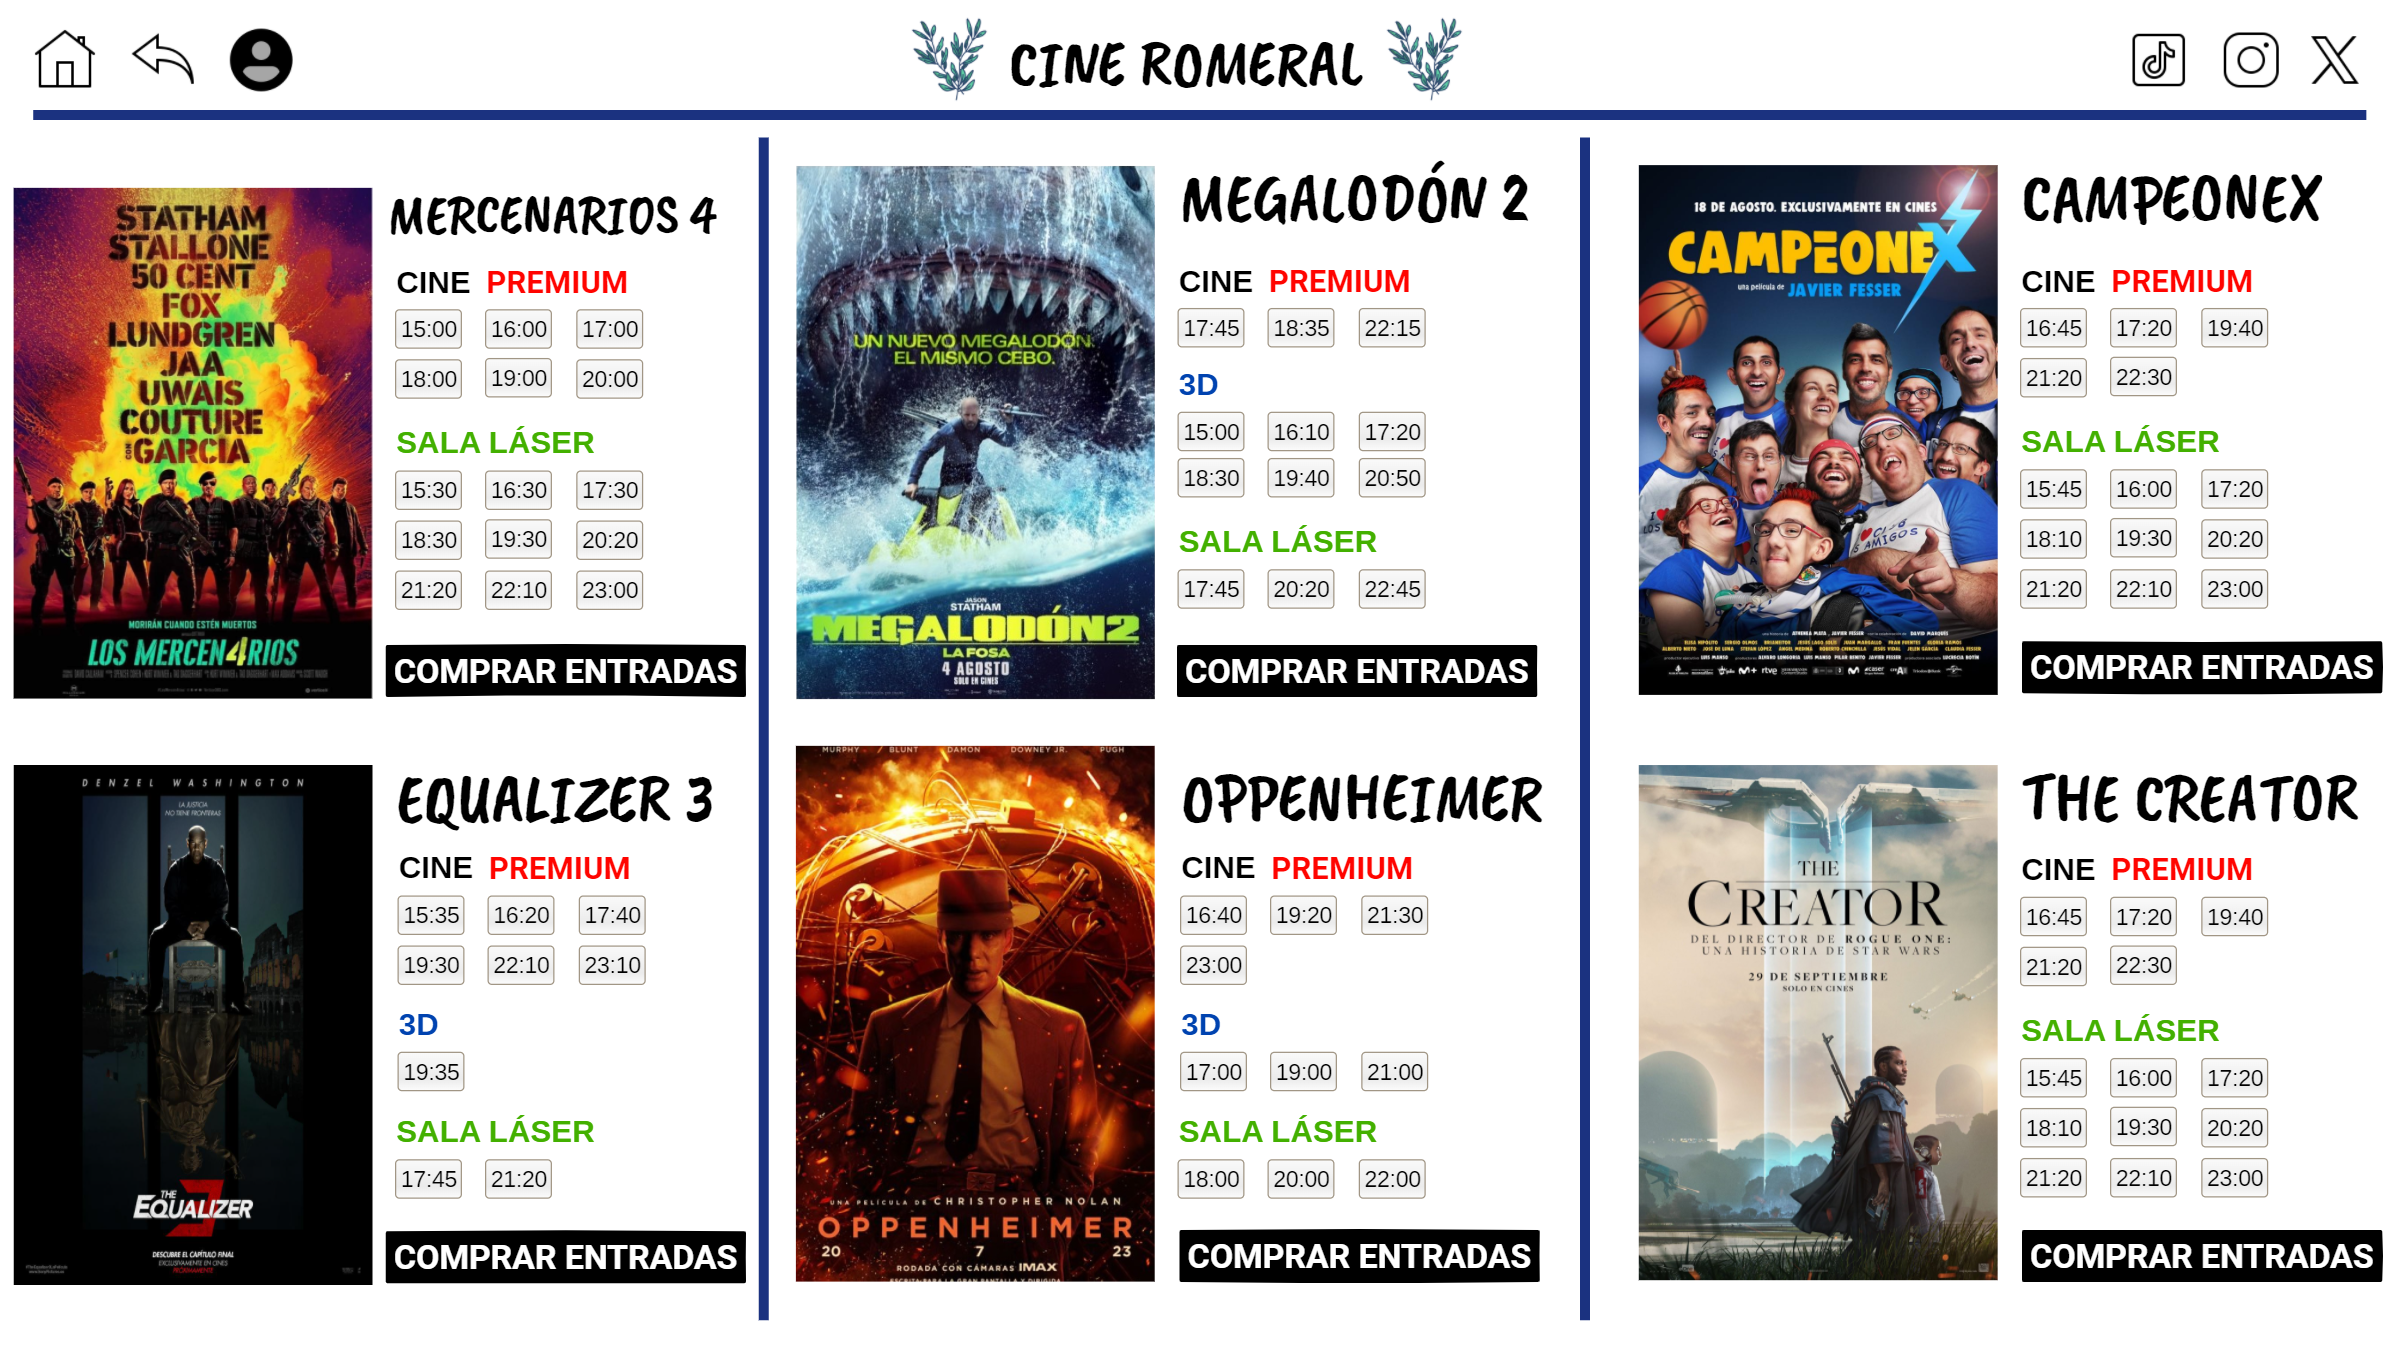 CINE ROMERAL
STATHAM
STALLONE
50 CENT
FOX
LUNDGREN
JAA
UWAIS
COUTURE
CON GARCIA
MORIRÁN CUANDO ESTÉN MUERTOS
LOS MERCEN4RIOS
MERCENARIOS 4
CINE PREMIUM
15:00 16:00 17:00
18:00 19:00 20:00
SALA LÁSER
15:30 16:30 17:30
18:30 19:30 20:20
21:20 22:10 23:00
COMPRAR ENTRADAS
UN NUEVO MEGALODÓN.
EL MISMO CEBO.
JASON
STATHAM
MEGALODÓN2
LA FOSA
4 AGOSTO
SOLO EN CINES
MEGALODÓN 2
CINE PREMIUM
17:45 18:35 22:15
3D
15:00 16:10 17:20
18:30 19:40 20:50
SALA LÁSER
17:45 20:20 22:45
COMPRAR ENTRADAS
18 DE AGOSTO. EXCLUSIVAMENTE EN CINES
CAMPEONEX
una película de JAVIER FESSER
CAMPEONEX
CINE PREMIUM
16:45 17:20 19:40
21:20 22:30
SALA LÁSER
15:45 16:00 17:20
18:10 19:30 20:20
21:20 22:10 23:00
COMPRAR ENTRADAS
DENZEL WASHINGTON
LA JUSTICIA
NO TIENE FRONTERAS
THE
EQUALIZER
3
DESCUBRE EL CAPÍTULO FINAL
EXCLUSIVAMENTE EN CINES
PRÓXIMAMENTE
EQUALIZER 3
CINE PREMIUM
15:35 16:20 17:40
19:30 22:10 23:10
3D
19:35
SALA LÁSER
17:45 21:20
COMPRAR ENTRADAS
MURPHY BLUNT DAMON DOWNEY JR. PUGH
UNA PELÍCULA DE CHRISTOPHER NOLAN
OPPENHEIMER
20 7 23
RODADA CON CÁMARAS IMAX
ESCRITA PARA LA GRAN PANTALLA Y DIRIGIDA
OPPENHEIMER
CINE PREMIUM
16:40 19:20 21:30
23:00
3D
17:00 19:00 21:00
SALA LÁSER
18:00 20:00 22:00
COMPRAR ENTRADAS
THE
CREATOR
DEL DIRECTOR DE ROGUE ONE:
UNA HISTORIA DE STAR WARS
29 DE SEPTIEMBRE
SOLO EN CINES
THE CREATOR
CINE PREMIUM
16:45 17:20 19:40
21:20 22:30
SALA LÁSER
15:45 16:00 17:20
18:10 19:30 20:20
21:20 22:10 23:00
COMPRAR ENTRADAS